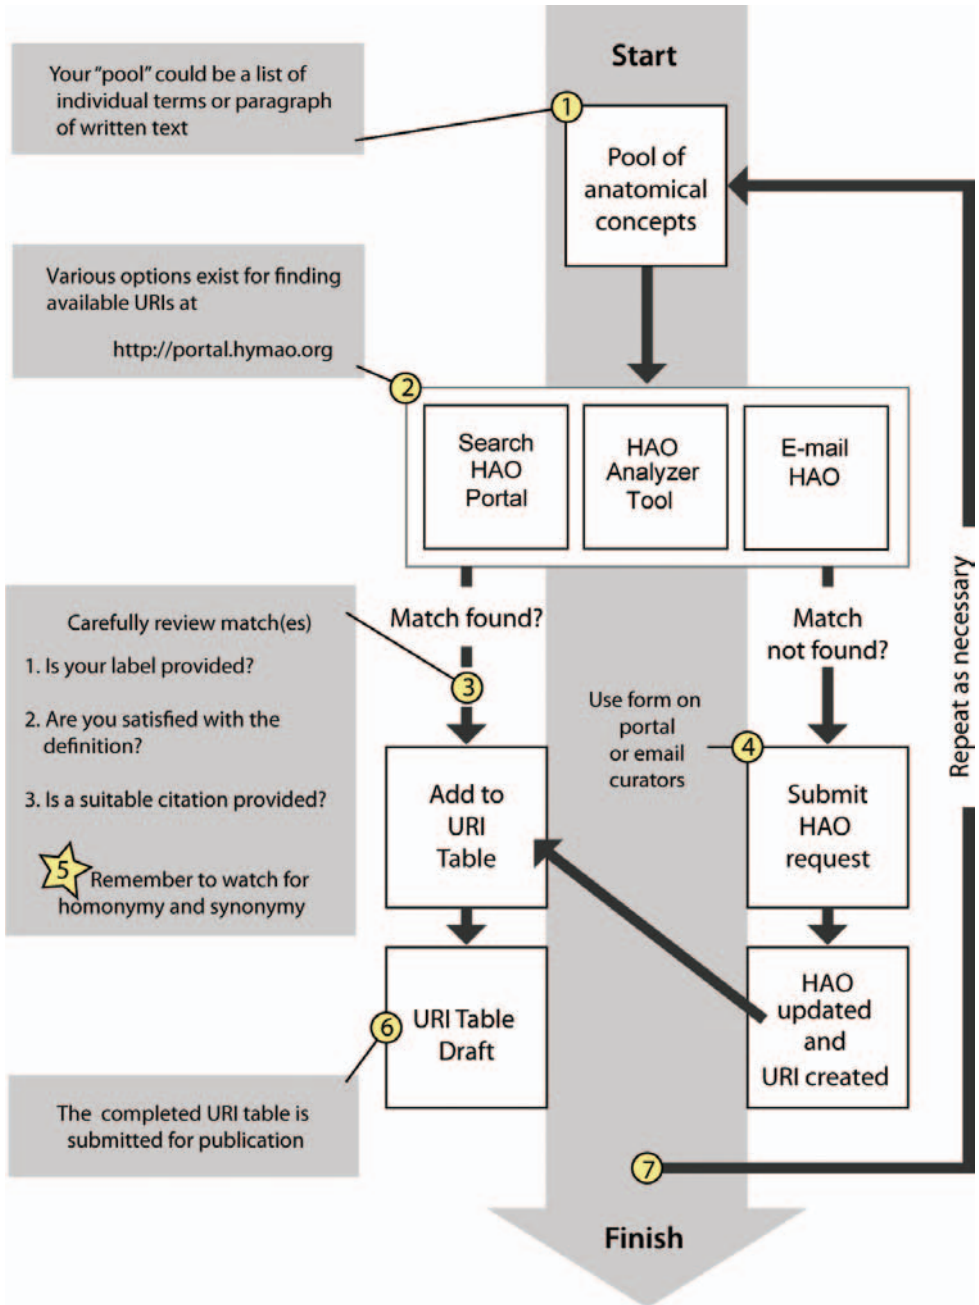 Start
Your "pool" could be a list of
individual terms or paragraph
of written text
1
Pool of
anatomical
concepts
Various options exist for finding
available URIs at
http://portal.hymao.org
2
Search
HAO
Portal
HAO
Analyzer
Tool
E-mail
HAO
Match found?
Match
not found?
Carefully review match(es)
1. Is your label provided?
2. Are you satisfied with the
definition?
3. Is a suitable citation provided?
5
Remember to watch for
homonymy and synonymy
3
Use form on
portal
or email
curators
4
Add to
URI
Table
Submit
HAO
request
URI Table
Draft
6
HAO
updated
and
URI created
The completed URI table is
submitted for publication
7
Repeat as necessary
Finish